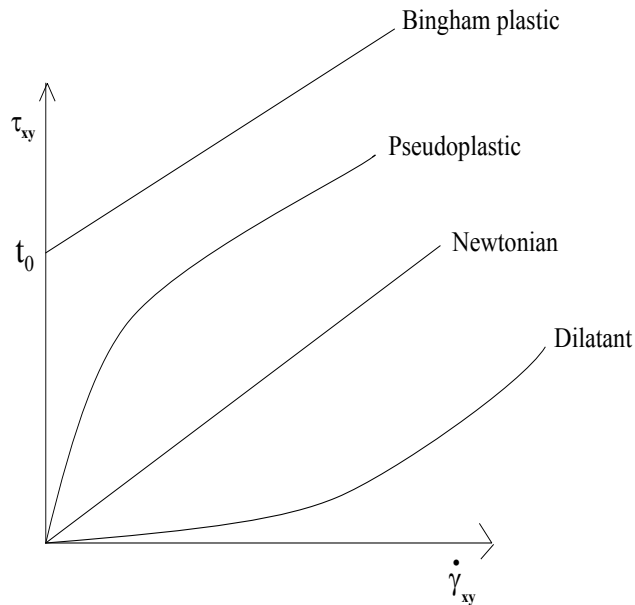 Bingham plastic
τxy
Pseudoplastic
t0
Newtonian
Dilatant
γ̇xy